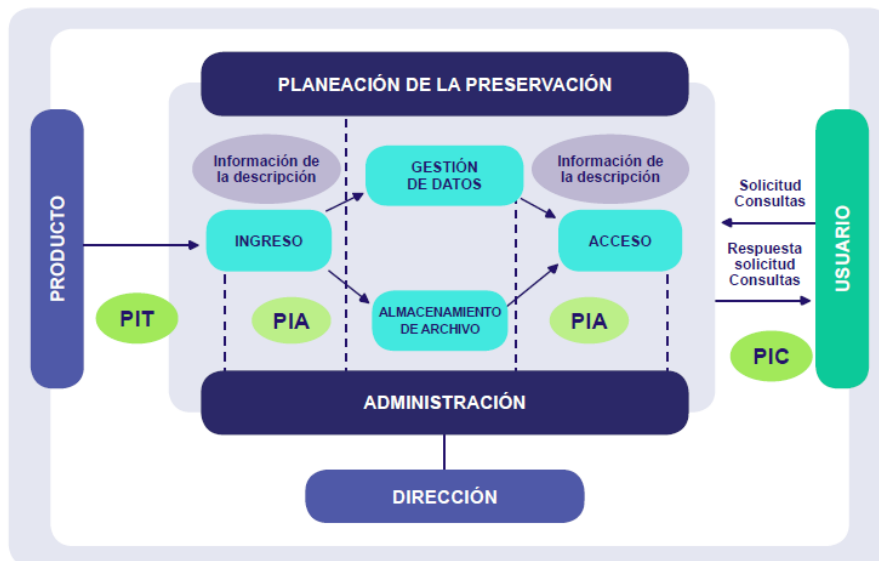 PLANEACIÓN DE LA PRESERVACIÓN
PRODUCTO
Información de
la descripción
GESTIÓN
DE DATOS
Información de
la descripción
INGRESO
ACCESO
Solicitud
Consultas
Respuesta
solicitud
Consultas
USUARIO
PIT
PIA
ALMACENAMIENTO
DE ARCHIVO
PIA
PIC
ADMINISTRACIÓN
DIRECCIÓN